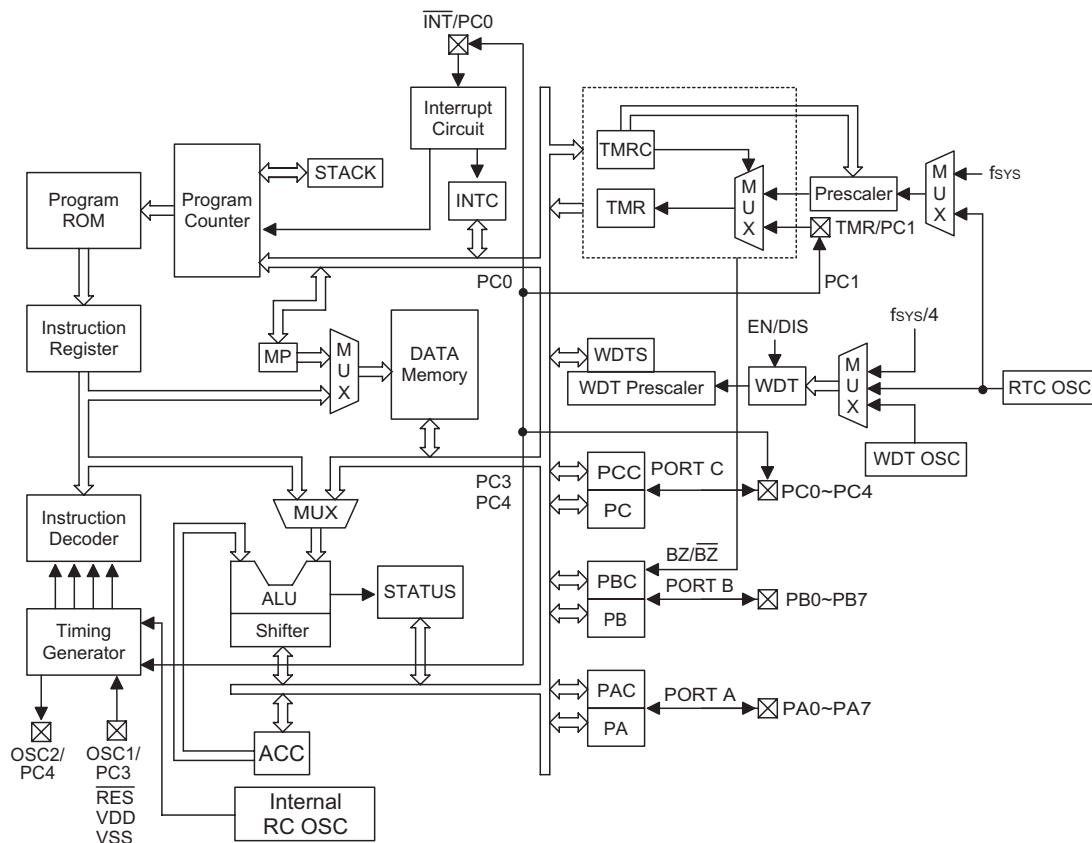 INT/PC0
Interrupt
Circuit
STACK
Program
ROM
Program
Counter
INTC
TMRC
TMR
M
U
X
Prescaler
M
U
X
fSYS
TMR/PC1
PC0
PC1
Instruction
Register
MP
M
U
X
DATA
Memory
WDTS
WDT Prescaler
EN/DIS
WDT
M
U
X
fSYS/4
RTC OSC
WDT OSC
PC3
PC4
MUX
PCC
PC
PORT C
PC0~PC4
Instruction
Decoder
ALU
Shifter
STATUS
BZ/BZ
PBC
PB
PORT B
PB0~PB7
Timing
Generator
PAC
PA
PORT A
PA0~PA7
OSC2/
PC4
OSC1/
PC3
RES
VDD
VSS
ACC
Internal
RC OSC